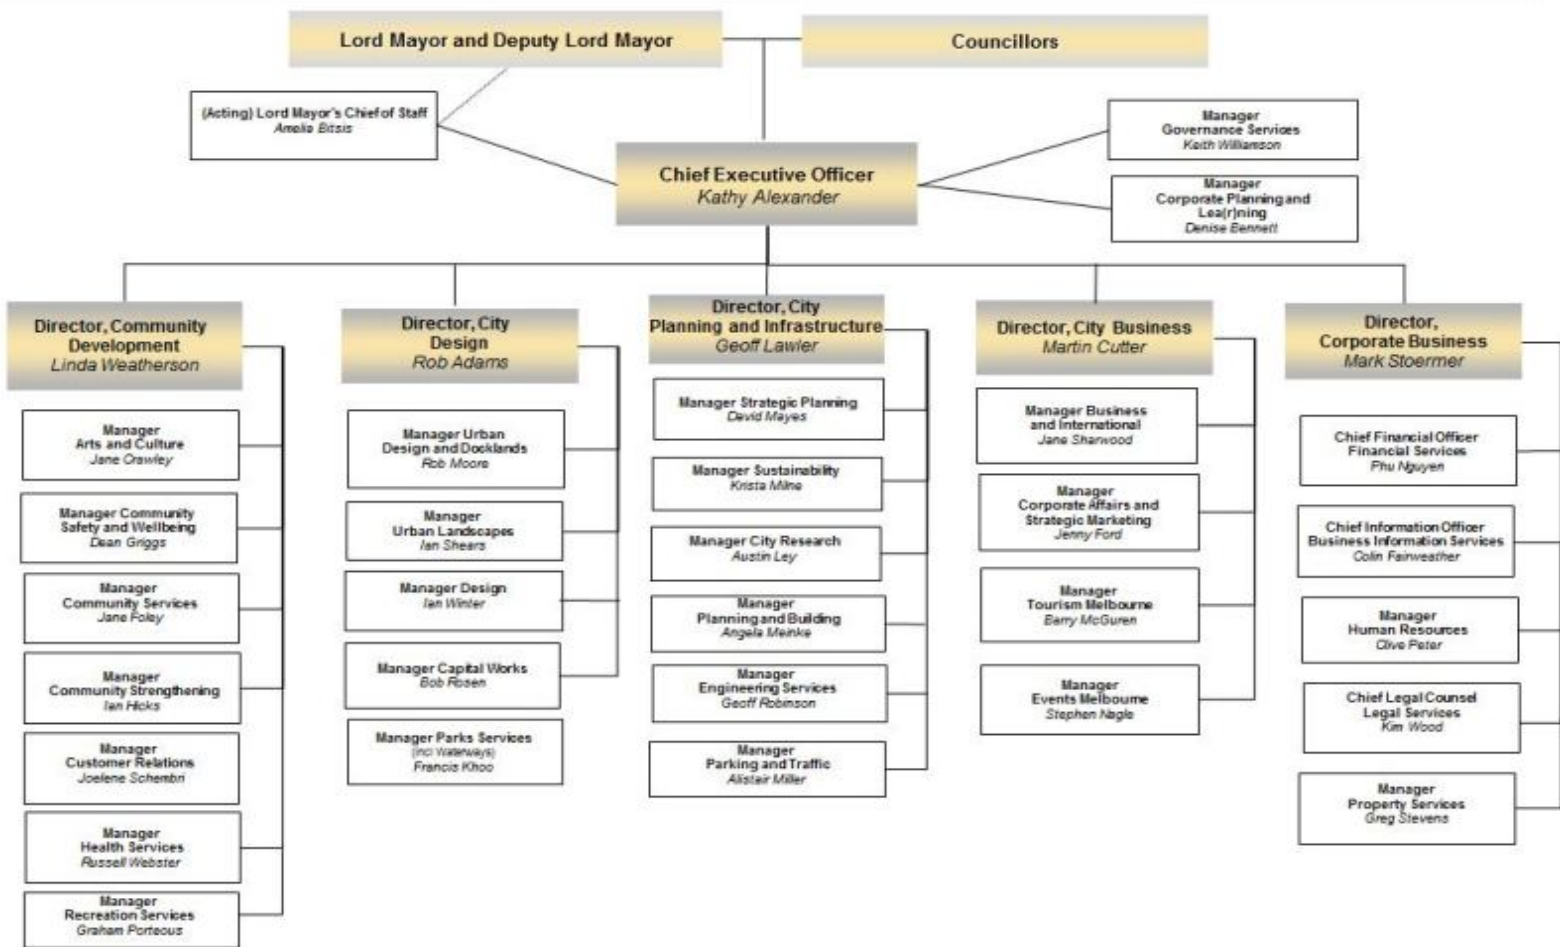 Lord Mayor and Deputy Lord Mayor
Councillors
(Acting) Lord Mayor's Chief of Staff
Amelia Bitsis
Manager
Governance Services
Keith Williamson
Chief Executive Officer
Kathy Alexander
Manager
Corporate Planning and
Lea(r)ning
Denise Bennett
Director, Community
Development
Linda Weatherson
Manager
Arts and Culture
Jane Crawley
Manager Community
Safety and Wellbeing
Dean Griggs
Manager
Community Services
Jane Foley
Manager
Community Strengthening
Ian Hicks
Manager
Customer Relations
Joelene Schembri
Manager
Health Services
Russell Webster
Manager
Recreation Services
Graham Porteous
Director, City
Design
Rob Adams
Manager Urban
Design and Docklands
Rob Moore
Manager
Urban Landscapes
Ian Shears
Manager Design
Ian Winter
Manager Capital Works
Bob Rosen
Manager Parks Services
(incl Waterways)
Francis Khoo
Director, City
Planning and Infrastructure
Geoff Lawler
Manager Strategic Planning
David Mayes
Manager Sustainability
Krista Milne
Manager City Research
Austin Ley
Manager
Planning and Building
Angela Meinke
Manager
Engineering Services
Geoff Robinson
Manager
Parking and Traffic
Alistair Miller
Director, City Business
Martin Cutter
Manager Business
and International
Jane Sharwood
Manager
Corporate Affairs and
Strategic Marketing
Jenny Ford
Manager
Tourism Melbourne
Barry McGuren
Manager
Events Melbourne
Stephen Nagle
Director,
Corporate Business
Mark Stoermer
Chief Financial Officer
Financial Services
Phu Nguyen
Chief Information Officer
Business Information Services
Colin Fairweather
Manager
Human Resources
Clive Peter
Chief Legal Counsel
Legal Services
Kim Wood
Manager
Property Services
Greg Stevens